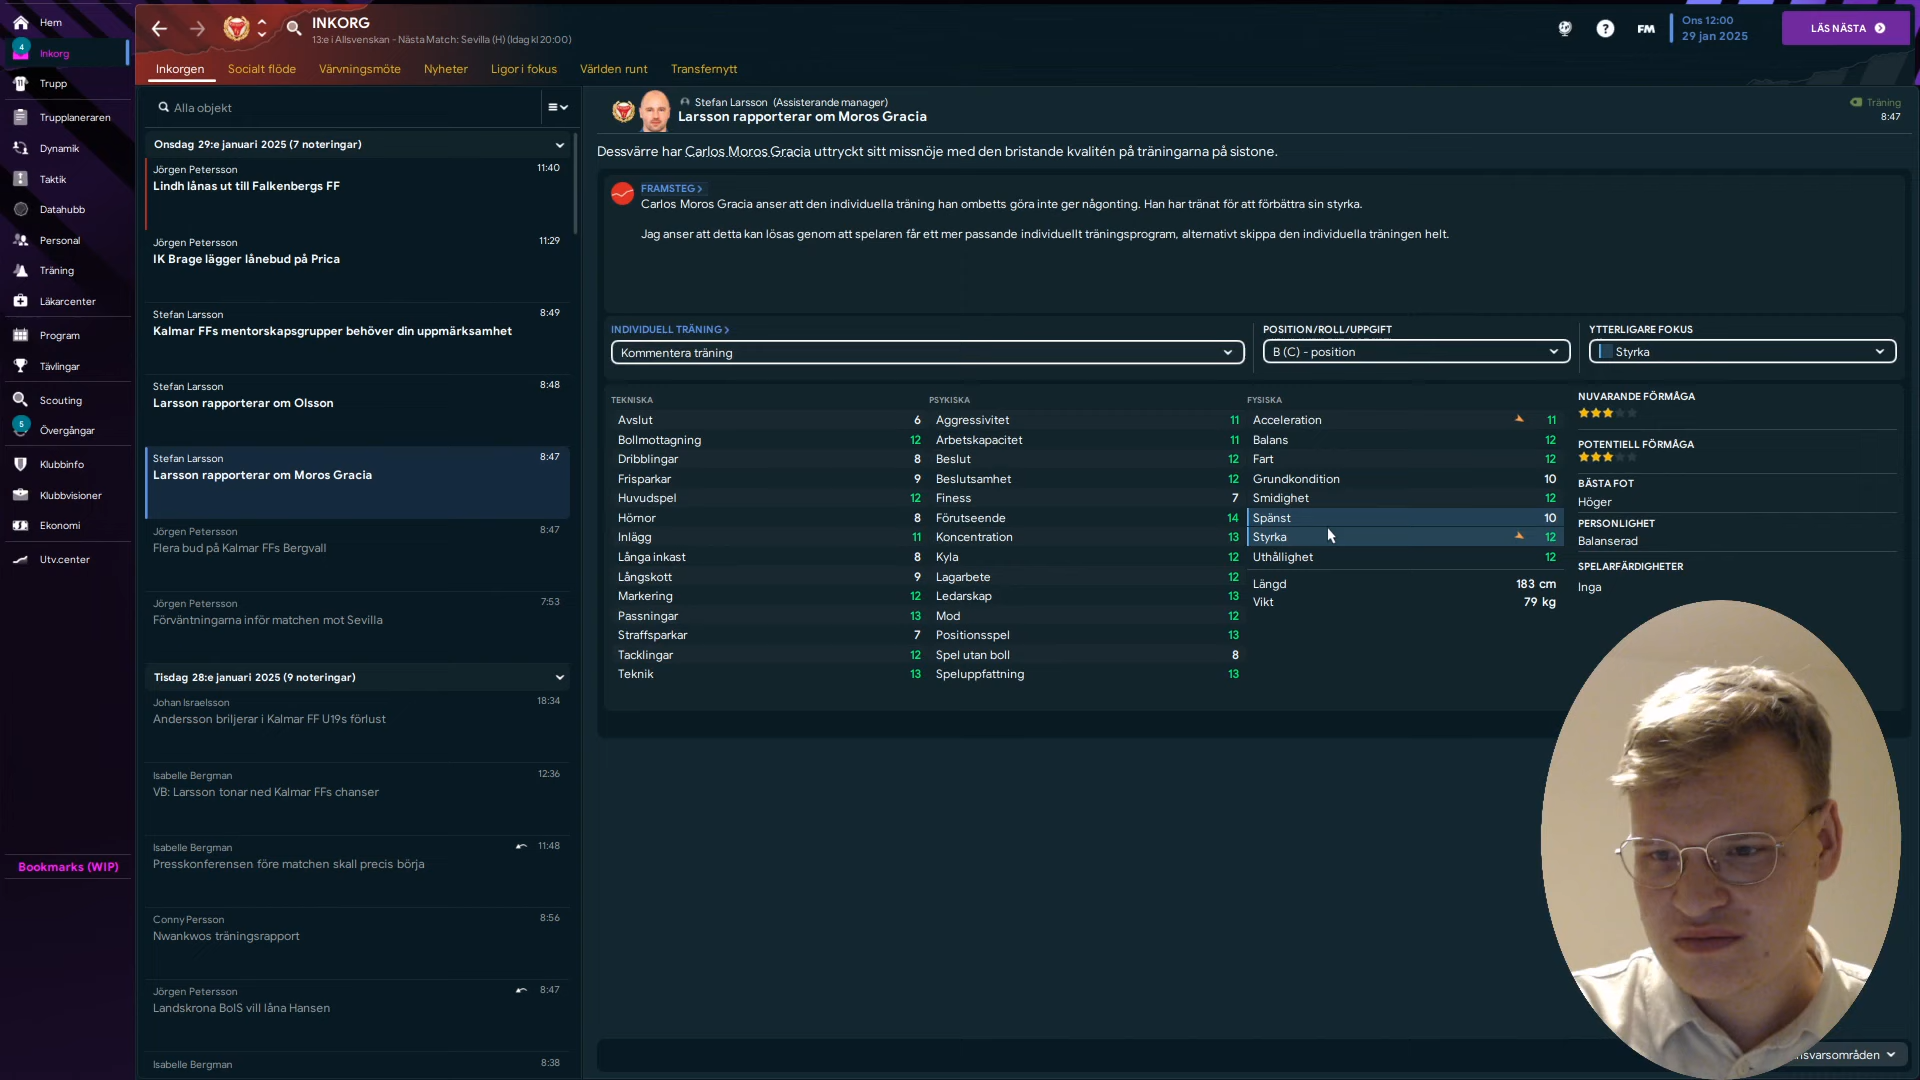 Hem
4
Inkorg
Trupp
Trupplaneraren
Dynamik
Taktik
Datahubb
Personal
Träning
Läkarcenter
Program
Tävlingar
Scouting
5
Övergångar
Klubbinfo
Klubbvisioner
Ekonomi
Utv.center
Bookmarks (WIP)
INKORG
13:e i Allsvenskan - Nästa Match: Sevilla (H) (Idag kl 20:00)
FM
Ons 12:00
29 jan 2025
LÄS NÄSTA
Inkorgen
Socialt flöde
Värvningsmöte
Nyheter
Ligor i fokus
Världen runt
Transfernytt
Alla objekt
Onsdag 29:e januari 2025 (7 noteringar)
Jörgen Petersson 11:40
Lindh lånas ut till Falkenbergs FF
Jörgen Petersson 11:29
IK Brage lägger lånebud på Prica
Stefan Larsson 8:49
Kalmar FFs mentorskapsgrupper behöver din uppmärksamhet
Stefan Larsson 8:48
Larsson rapporterar om Olsson
Stefan Larsson 8:47
Larsson rapporterar om Moros Gracia
Jörgen Petersson 8:47
Flera bud på Kalmar FFs Bergvall
Jörgen Petersson 7:53
Förväntningarna inför matchen mot Sevilla
Tisdag 28:e januari 2025 (9 noteringar)
Johan Israelsson 18:34
Andersson briljerar i Kalmar FF U19s förlust
Isabelle Bergman 12:36
VB: Larsson tonar ned Kalmar FFs chanser
Isabelle Bergman 11:48
Presskonferensen före matchen skall precis börja
Conny Persson 8:56
Nwankwos träningsrapport
Jörgen Petersson 8:47
Landskrona BoIS vill låna Hansen
Isabelle Bergman 8:38
Stefan Larsson (Assisterande manager)
Larsson rapporterar om Moros Gracia
Träning
8:47
Dessvärre har Carlos Moros Gracia uttryckt sitt missnöje med den bristande kvalitén på träningarna på sistone.
FRAMSTEG
Carlos Moros Gracia anser att den individuella träning han ombetts göra inte ger någonting. Han har tränat för att förbättra sin styrka.
Jag anser att detta kan lösas genom att spelaren får ett mer passande individuellt träningsprogram, alternativt skippa den individuella träningen helt.
INDIVIDUELL TRÄNING
Kommentera träning
POSITION/ROLL/UPPGIFT
B (C) - position
YTTERLIGARE FOKUS
Styrka
TEKNISKA
Avslut 6
Bollmottagning 12
Dribblingar 8
Frisparkar 9
Huvudspel 12
Hörnor 8
Inlägg 11
Långa inkast 8
Långskott 9
Markering 12
Passningar 13
Straffsparkar 7
Tacklingar 12
Teknik 13
PSYKISKA
Aggressivitet 11
Arbetskapacitet 11
Beslut 12
Beslutsamhet 12
Finess 7
Förutseende 14
Koncentration 13
Kyla 12
Lagarbete 12
Ledarskap 13
Mod 12
Positionsspel 13
Spel utan boll 8
Speluppfattning 13
FYSISKA
Acceleration 11
Balans 12
Fart 12
Grundkondition 10
Smidighet 12
Spänst 10
Styrka 12
Uthållighet 12
Längd 183 cm
Vikt 79 kg
NUVARANDE FÖRMÅGA
POTENTIELL FÖRMÅGA
BÄSTA FOT
Höger
PERSONLIGHET
Balanserad
SPELARFÄRDIGHETER
Inga